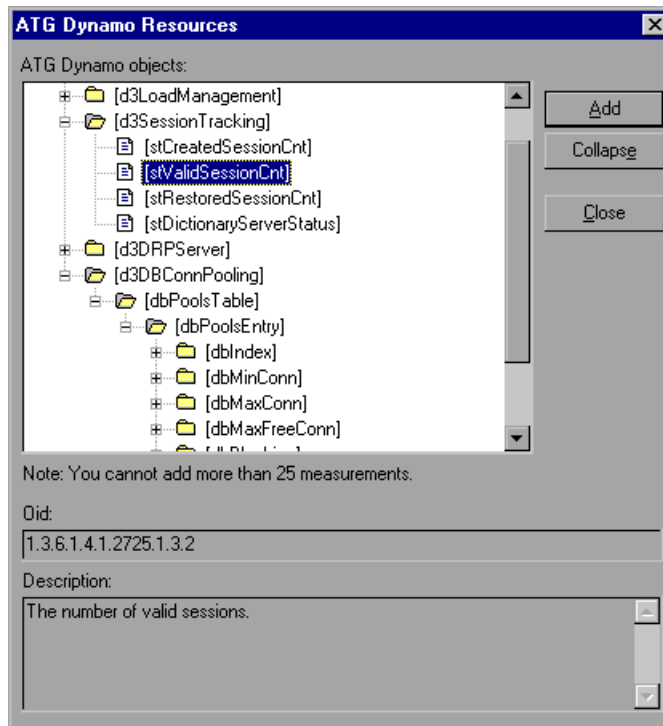 ATG Dynamo Resources
ATG Dynamo objects:
[d3LoadManagement]
[d3SessionTracking]
[stCreatedSessionCnt]
[stValidSessionCnt]
[stRestoredSessionCnt]
[stDictionaryServerStatus]
[d3DRPServer]
[d3DBConnPooling]
[dbPoolsTable]
[dbPoolsEntry]
[dbIndex]
[dbMinConn]
[dbMaxConn]
[dbMaxFreeConn]
Add
Collapse
Close
Note: You cannot add more than 25 measurements.
Oid:
1.3.6.1.4.1.2725.1.3.2
Description:
The number of valid sessions.